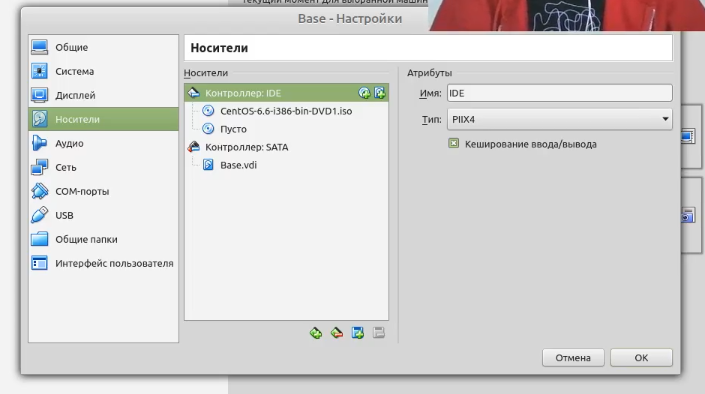 текущий момент для выбранной машин
Base - Настройки
Общие
Система
Дисплей
Носители
Аудио
Сеть
COM-порты
USB
Общие папки
Интерфейс пользователя
Носители
Носители
Контроллер: IDE
CentOS-6.6-i386-bin-DVD1.iso
Пусто
Контроллер: SATA
Base.vdi
Атрибуты
Имя: IDE
Тип: PIIX4
Кеширование ввода/вывода
Отмена
OK